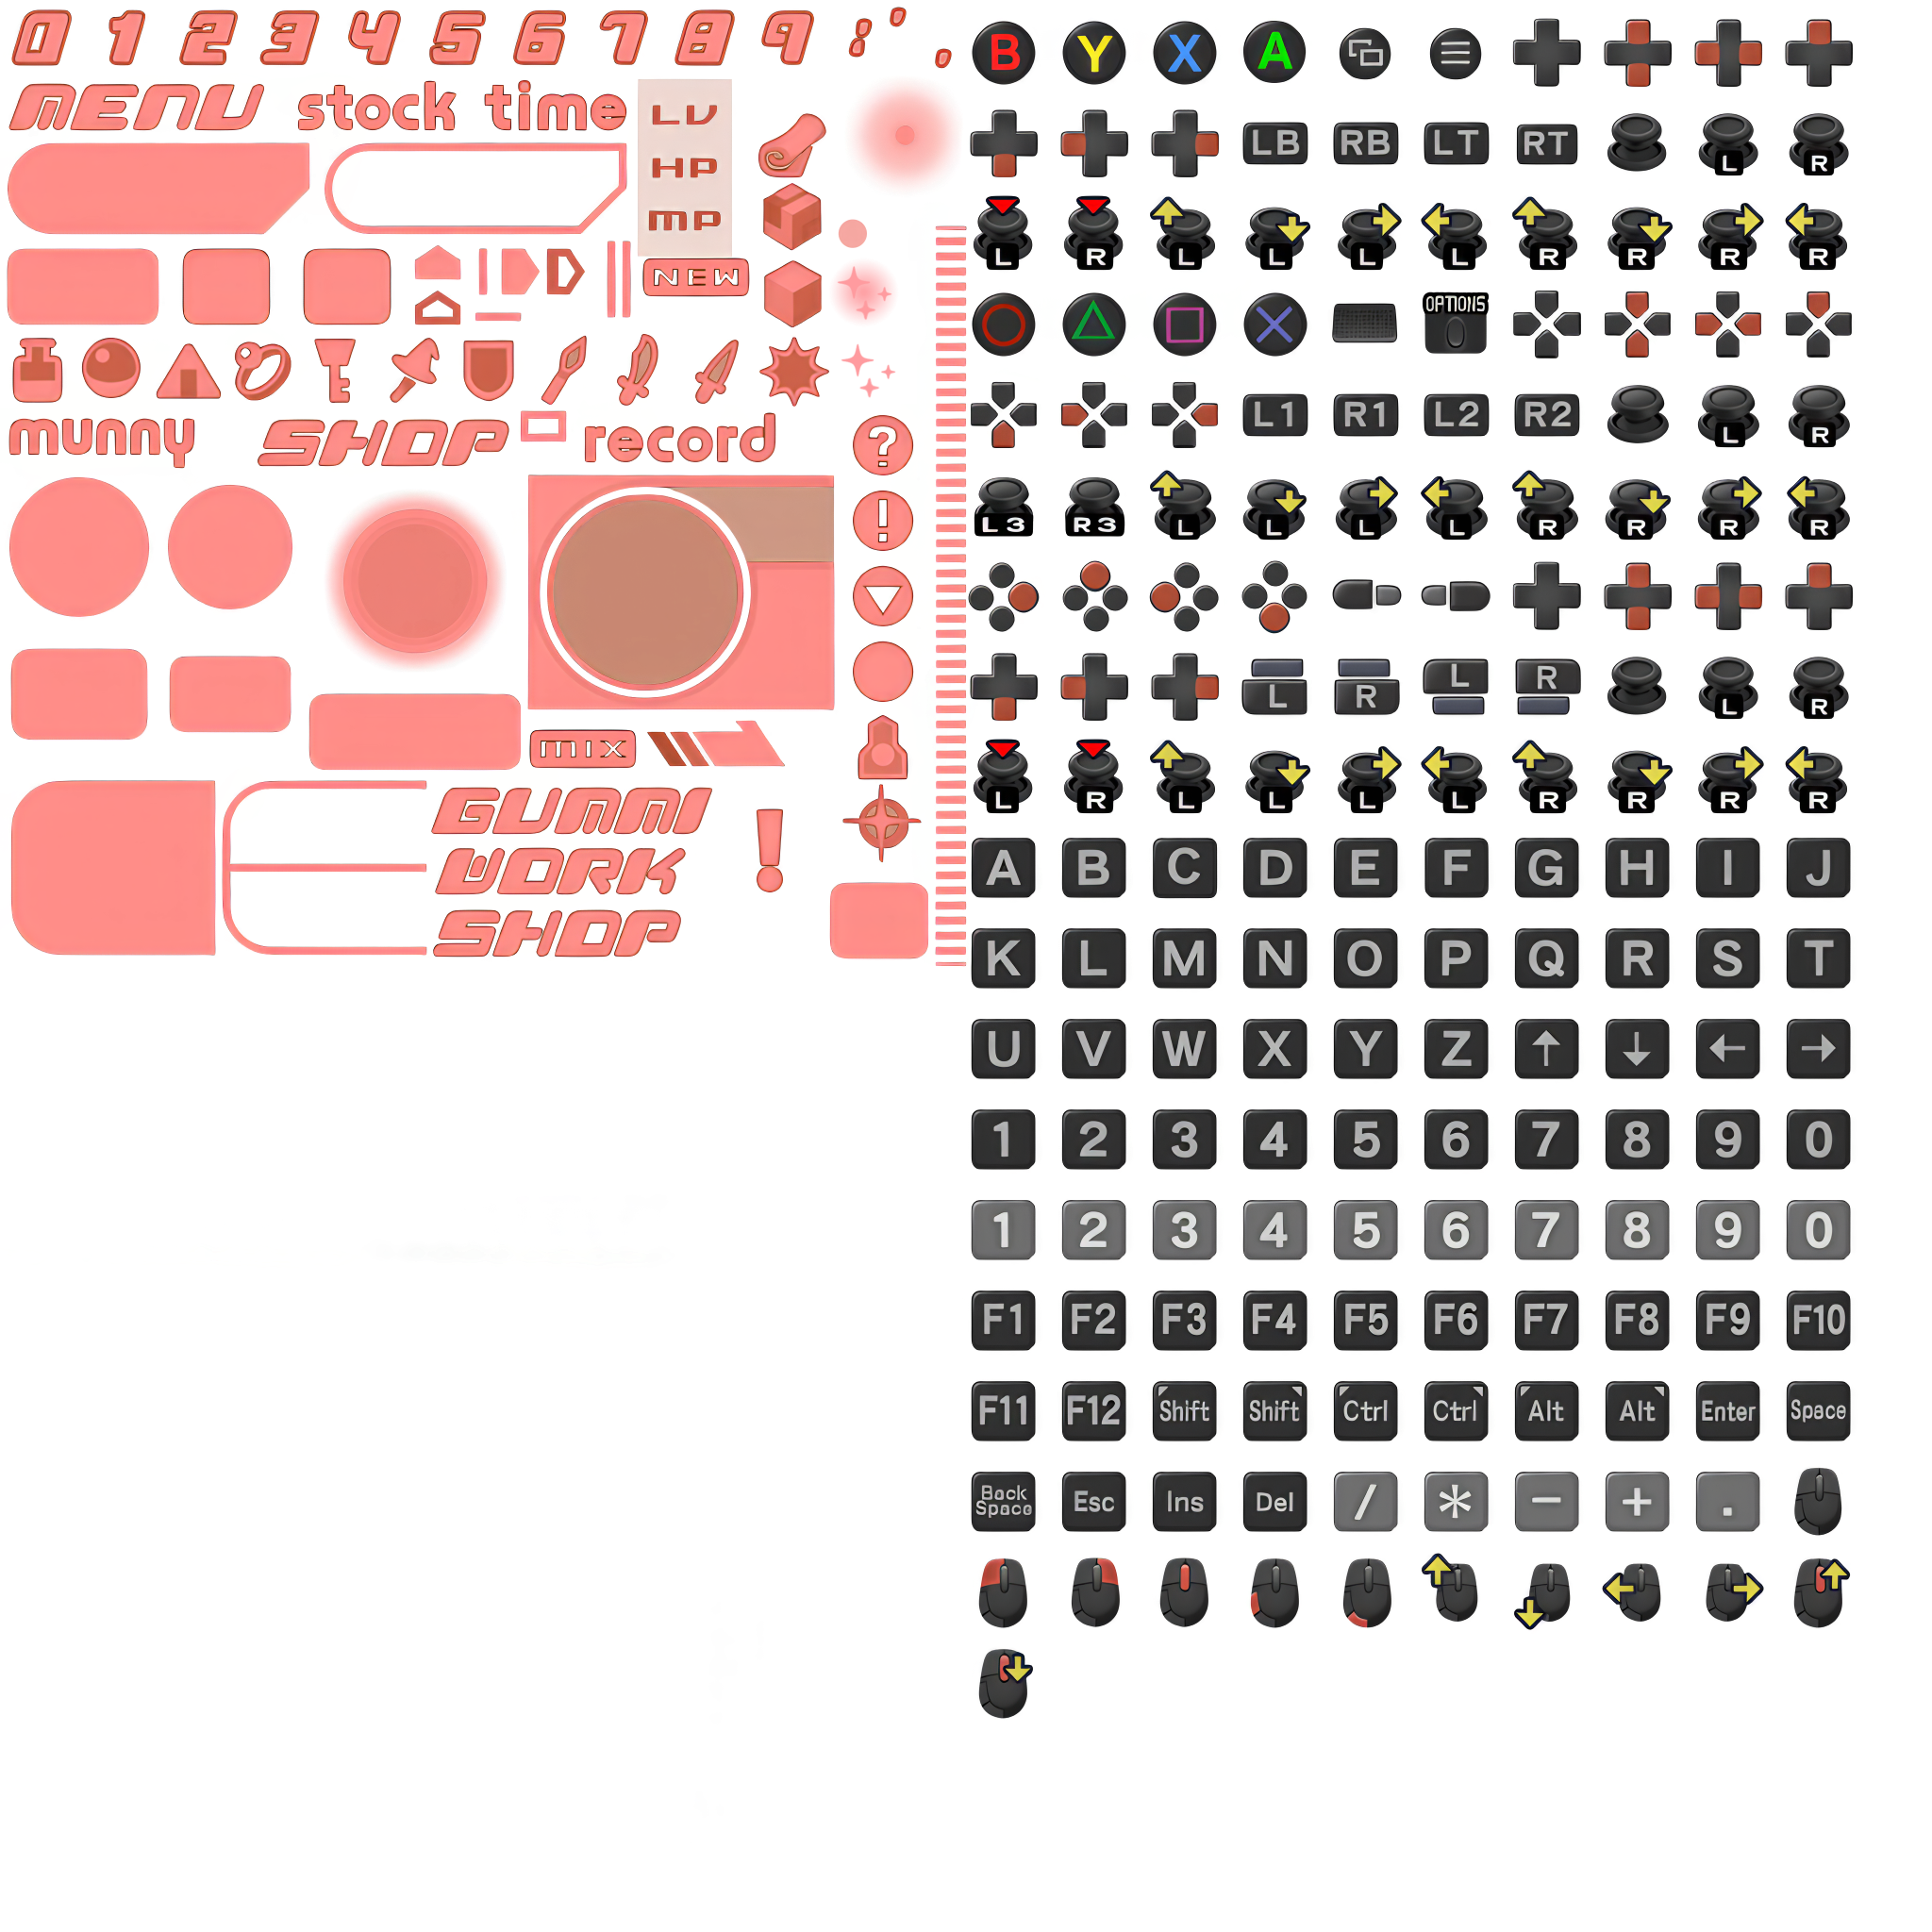 0 1 2 3 4 5 6 7 8 9 : ' ,
MENU stock time
LV
HP
MP
NEW
munny SHOP record
?
!
MIX
GUMMI
WORK
SHOP
!
B Y X A
LB RB LT RT L R
L R L L L L R R R R
OPTIONS
L1 R1 L2 R2 L R
L3 R3 L L L L R R R R
L R L R L R
L R L L L L R R R R
A B C D E F G H I J
K L M N O P Q R S T
U V W X Y Z ↑ ↓ ← →
1 2 3 4 5 6 7 8 9 0
1 2 3 4 5 6 7 8 9 0
F1 F2 F3 F4 F5 F6 F7 F8 F9 F10
F11 F12 Shift Shift Ctrl Ctrl Alt Alt Enter Space
Back
Space Esc Ins Del / * - + .